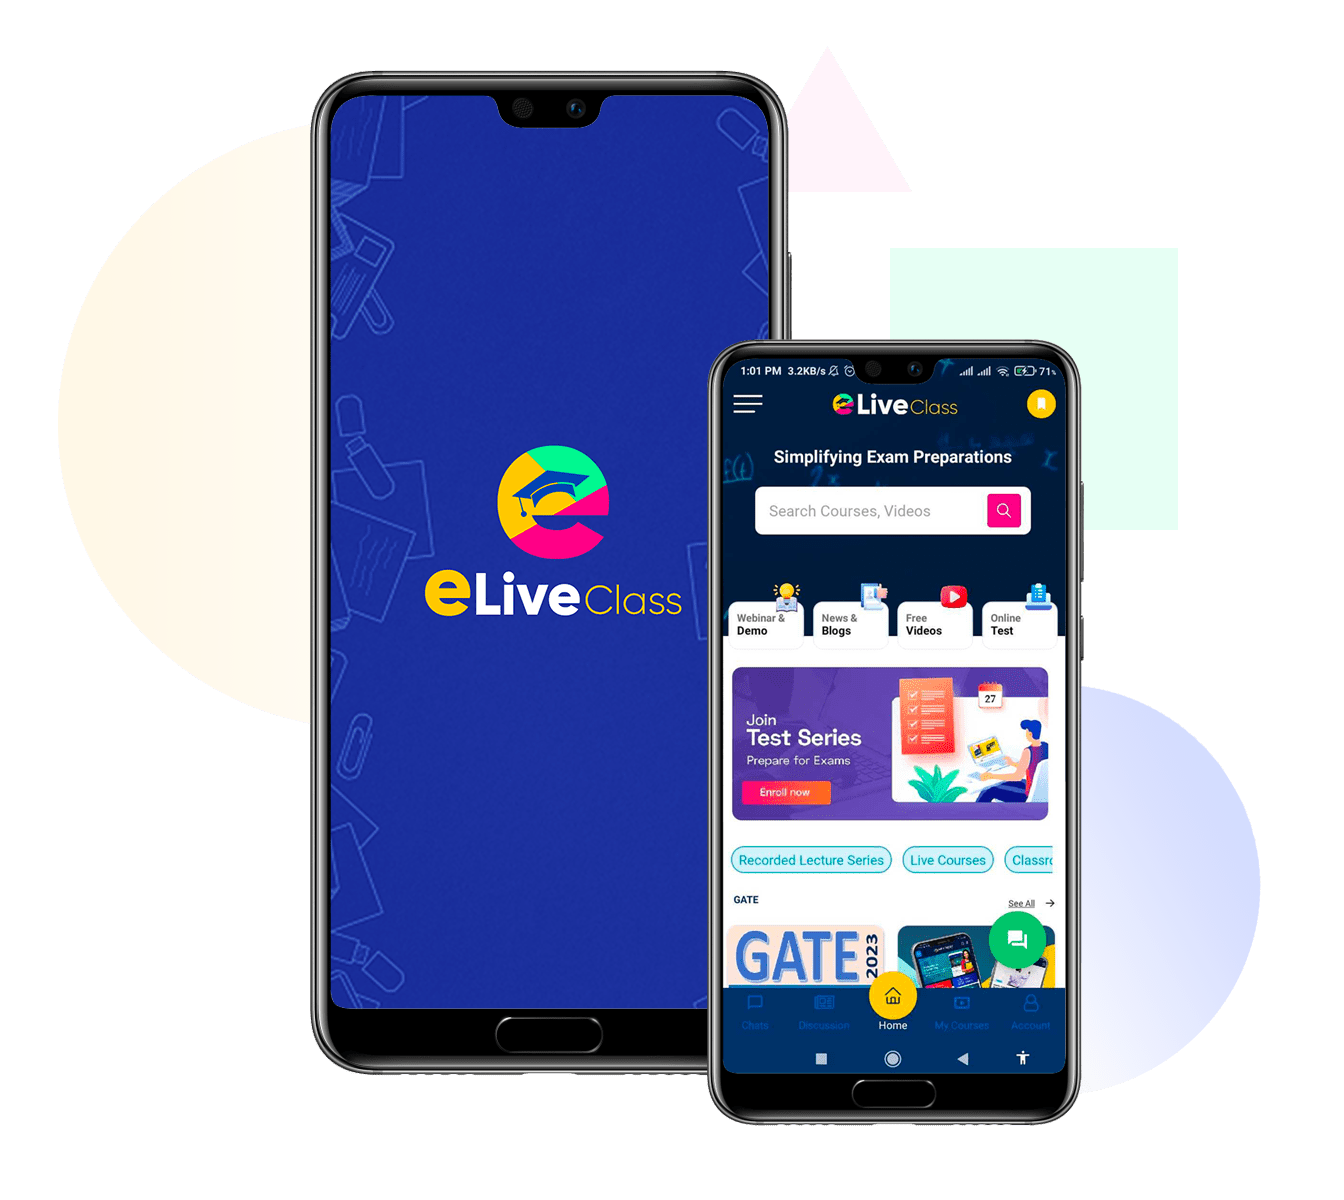 eLiveClass
1:01 PM 3.2KB/s 71%
eLiveClass
Simplifying Exam Preparations
f(f)
Search Courses, Videos
Webinar &
Demo
News &
Blogs
Free
Videos
Online
Test
27
Join
Test Series
Prepare for Exams
Enroll now
Recorded Lecture Series
Live Courses
Classro
GATE
See All
GATE 2023
Chats
Discussion
Home
My Courses
Account